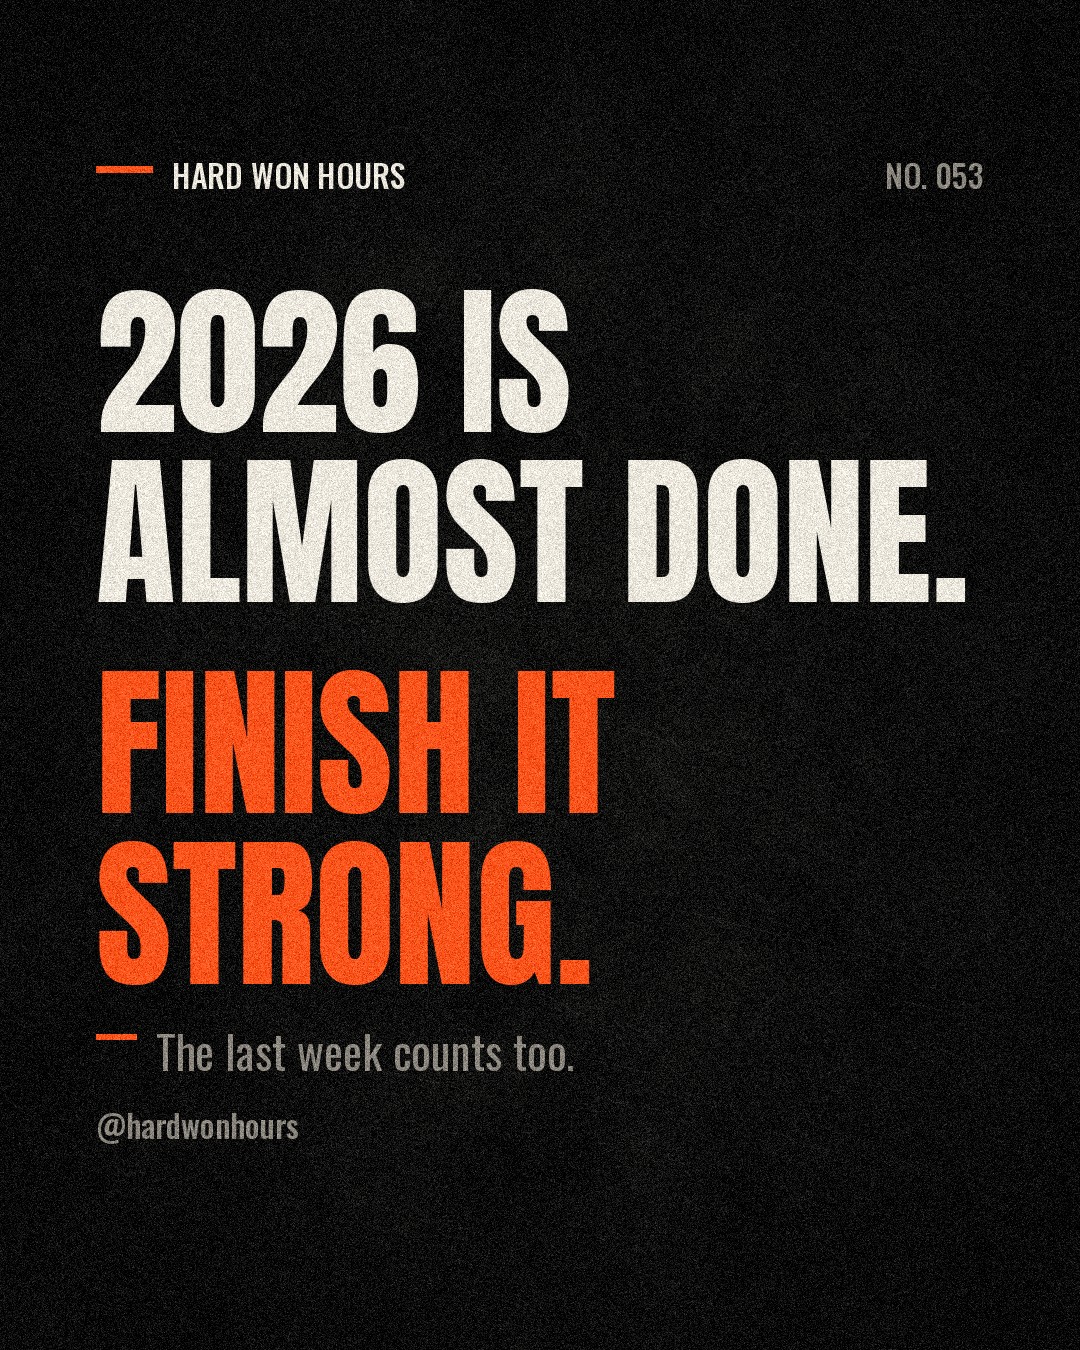 HARD WON HOURS
NO. 053
2026 IS
ALMOST DONE.
FINISH IT
STRONG.
The last week counts too.
@hardwonhours